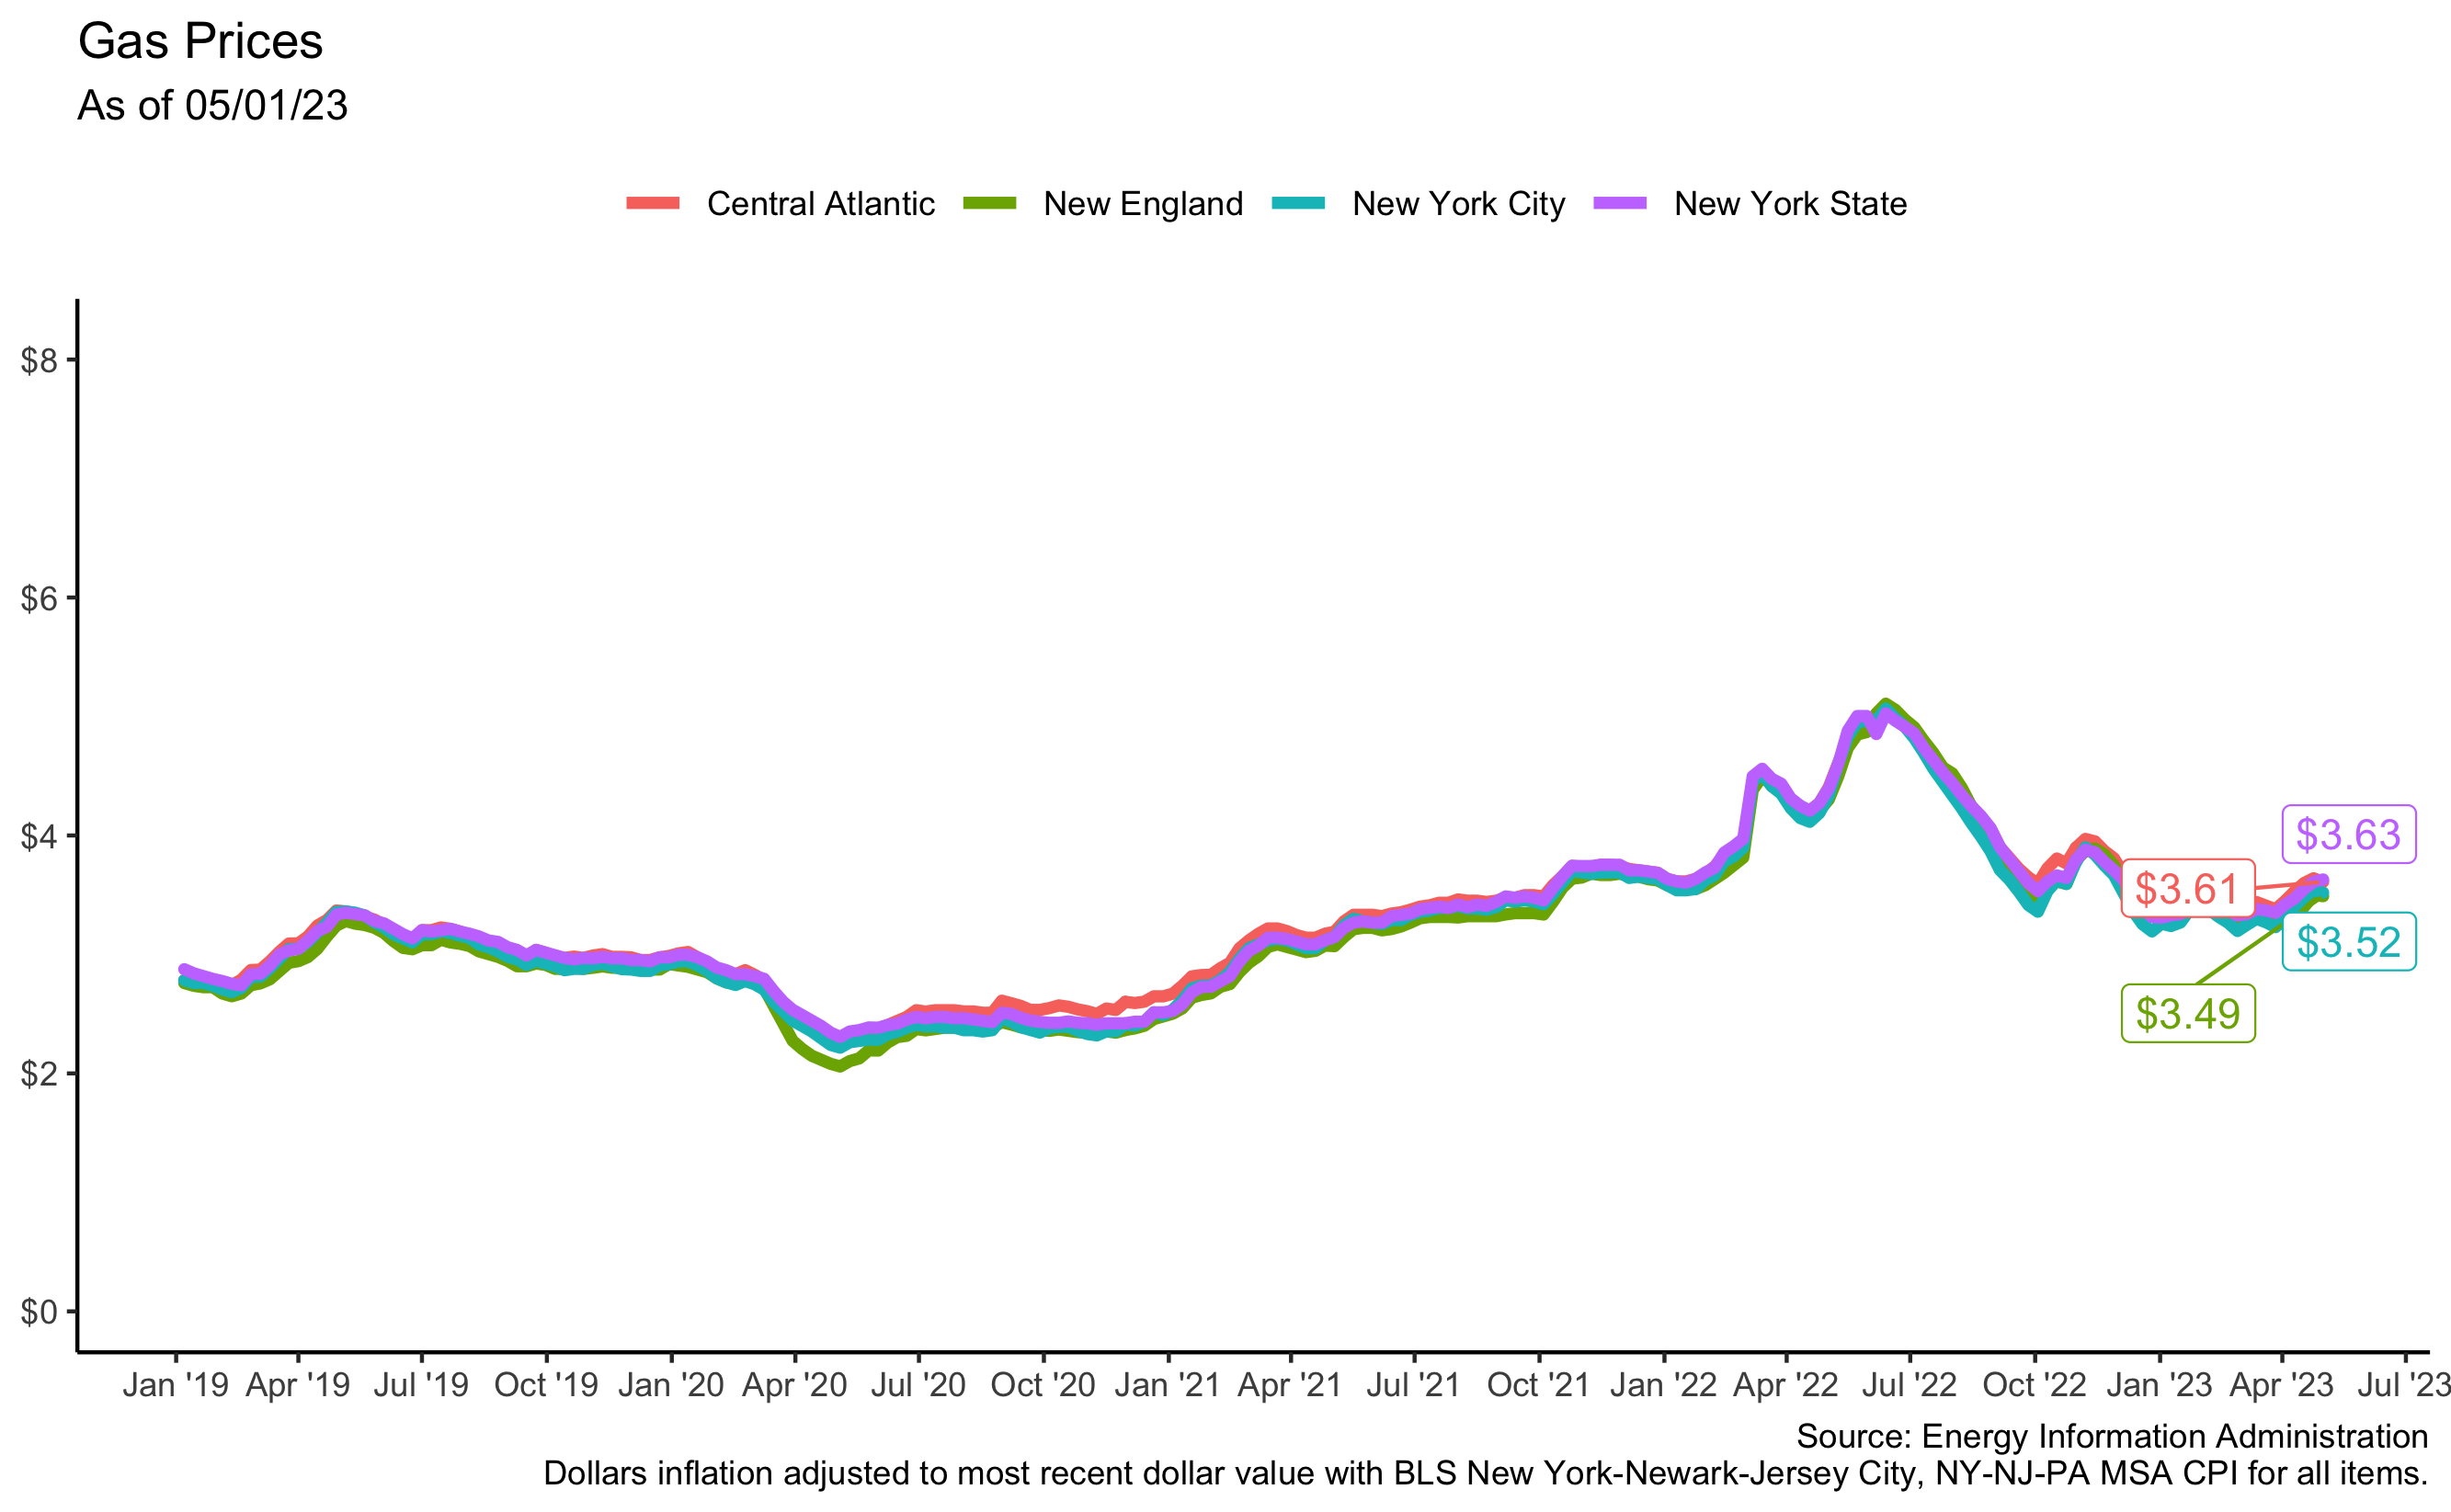 Gas Prices
As of 05/01/23
Central Atlantic New England New York City New York State
$8
$6
$4
$2
$0
$3.63
$3.61
$3.52
$3.49
Jan '19 Apr '19 Jul '19 Oct '19 Jan '20 Apr '20 Jul '20 Oct '20 Jan '21 Apr '21 Jul '21 Oct '21 Jan '22 Apr '22 Jul '22 Oct '22 Jan '23 Apr '23 Jul '23
Source: Energy Information Administration
Dollars inflation adjusted to most recent dollar value with BLS New York-Newark-Jersey City, NY-NJ-PA MSA CPI for all items.